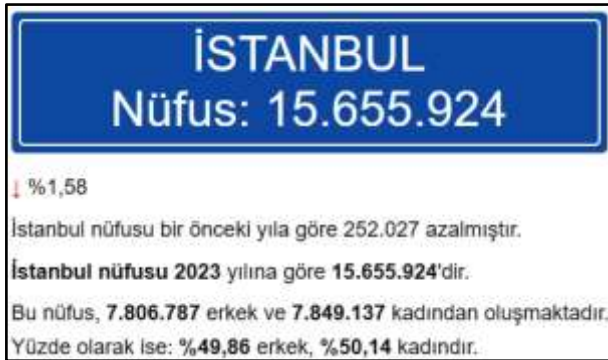 İSTANBUL
Nüfus: 15.655.924
↓ %1,58
İstanbul nüfusu bir önceki yıla göre 252.027 azalmıştır.
İstanbul nüfusu 2023 yılına göre 15.655.924'dir.
Bu nüfus, 7.806.787 erkek ve 7.849.137 kadından oluşmaktadır.
Yüzde olarak ise: %49,86 erkek, %50,14 kadındır.